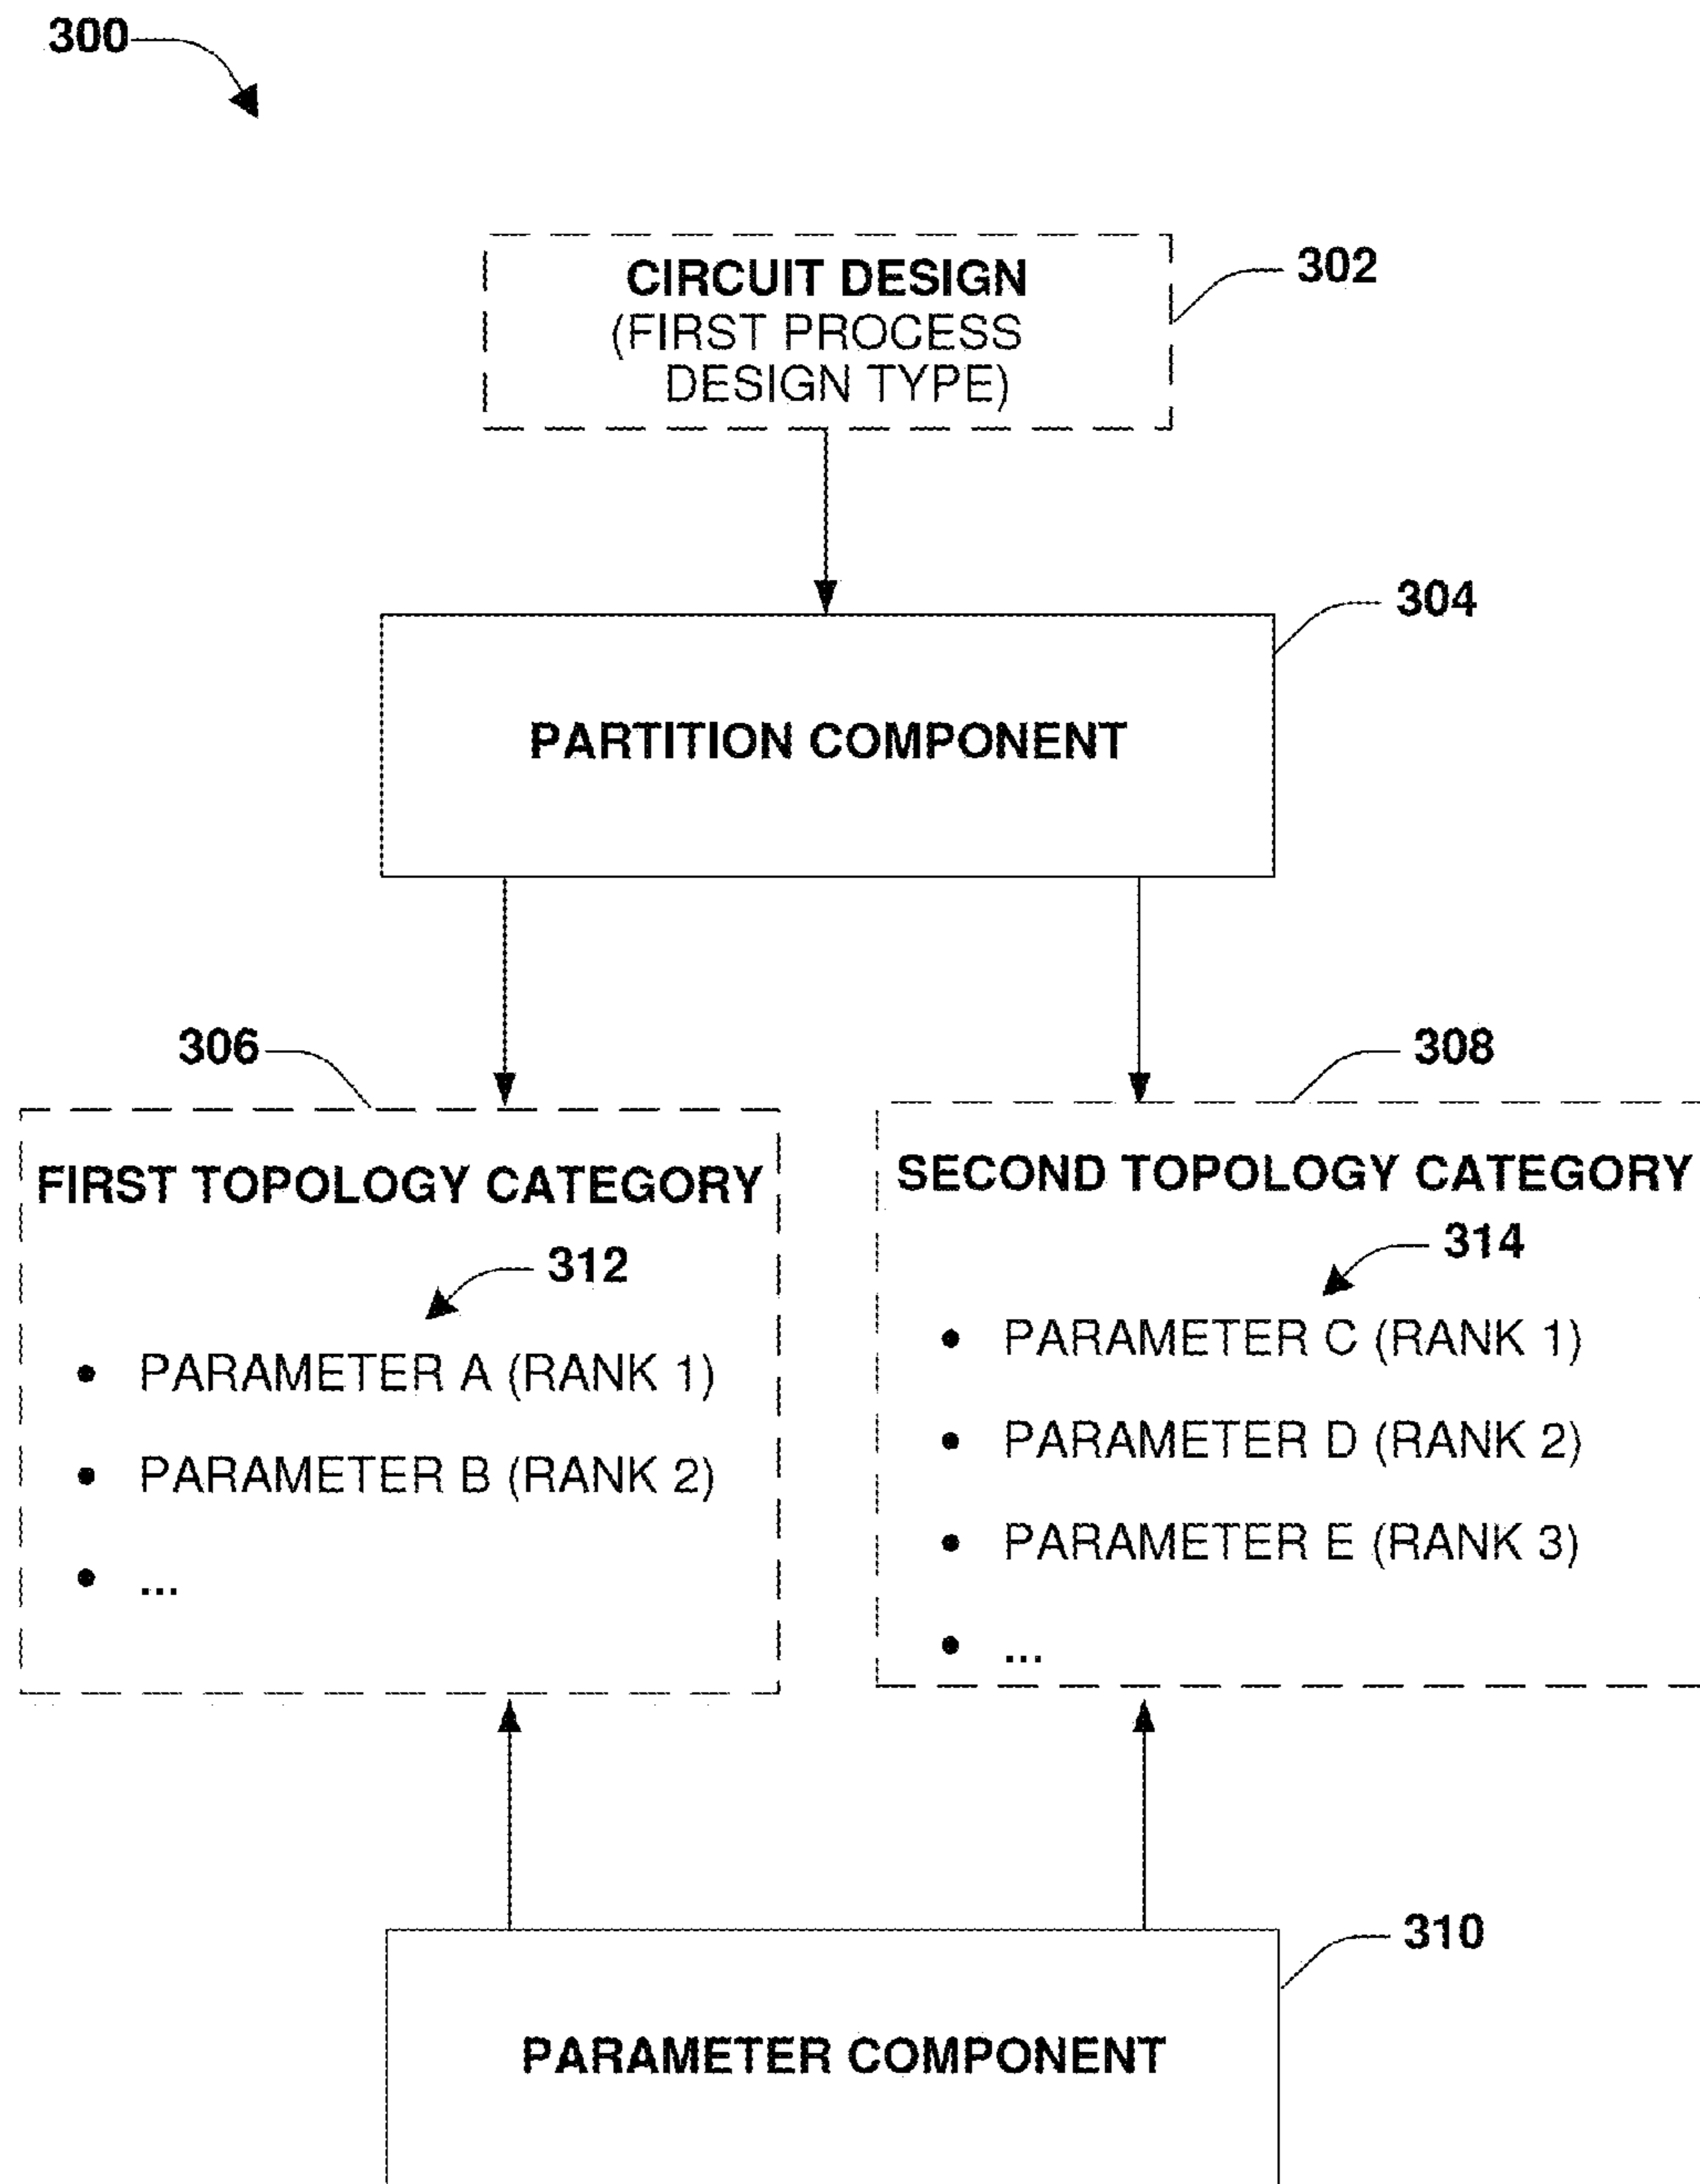 300
CIRCUIT DESIGN
(FIRST PROCESS
DESIGN TYPE)
302
304
PARTITION COMPONENT
306
308
FIRST TOPOLOGY CATEGORY
312
• PARAMETER A (RANK 1)
• PARAMETER B (RANK 2)
• ...
SECOND TOPOLOGY CATEGORY
314
• PARAMETER C (RANK 1)
• PARAMETER D (RANK 2)
• PARAMETER E (RANK 3)
• ...
310
PARAMETER COMPONENT